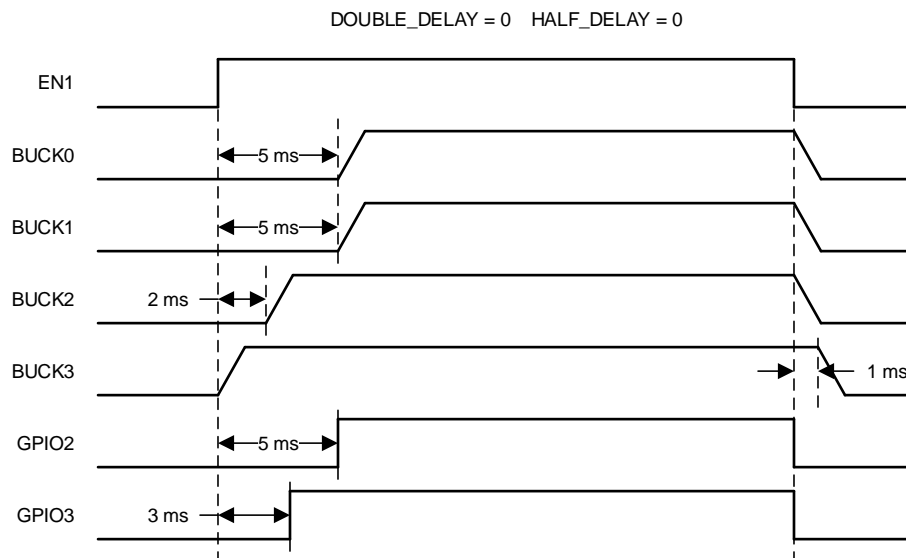 DOUBLE_DELAY = 0 HALF_DELAY = 0
EN1
BUCK0
5 ms
BUCK1
5 ms
BUCK2
2 ms
BUCK3
1 ms
GPIO2
5 ms
GPIO3
3 ms